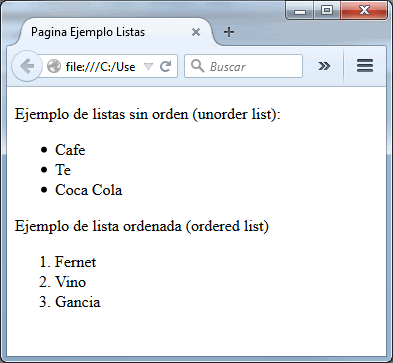 Pagina Ejemplo Listas
file:///C:/Use
Buscar
Ejemplo de listas sin orden (unorder list):
Cafe
Te
Coca Cola
Ejemplo de lista ordenada (ordered list)
1. Fernet
2. Vino
3. Gancia